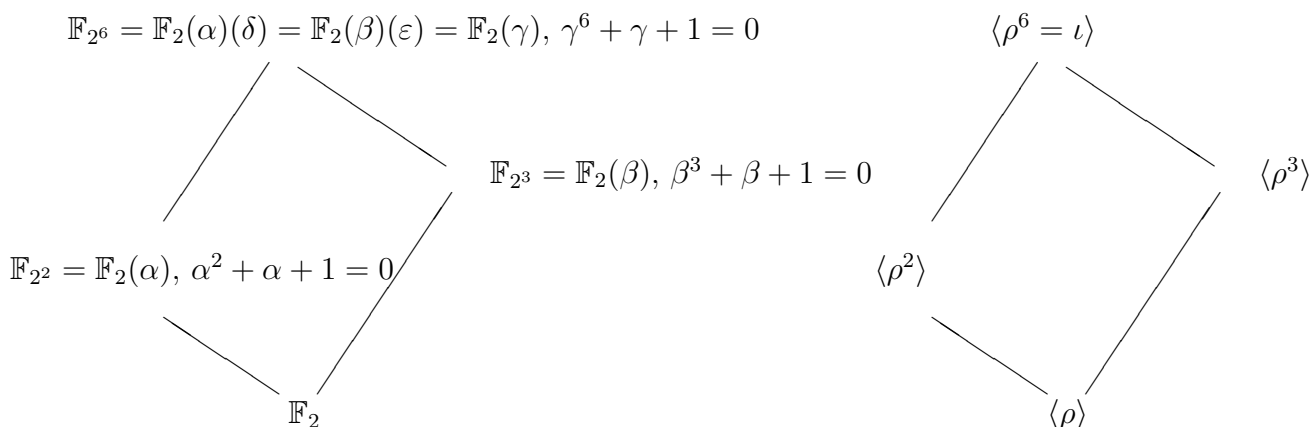 𝔽_{2^6} = 𝔽_2(α)(δ) = 𝔽_2(β)(ε) = 𝔽_2(γ), γ^6 + γ + 1 = 0 ⟨ρ^6 = ι⟩
𝔽_{2^3} = 𝔽_2(β), β^3 + β + 1 = 0 ⟨ρ^3⟩
𝔽_{2^2} = 𝔽_2(α), α^2 + α + 1 = 0 ⟨ρ^2⟩
𝔽_2 ⟨ρ⟩